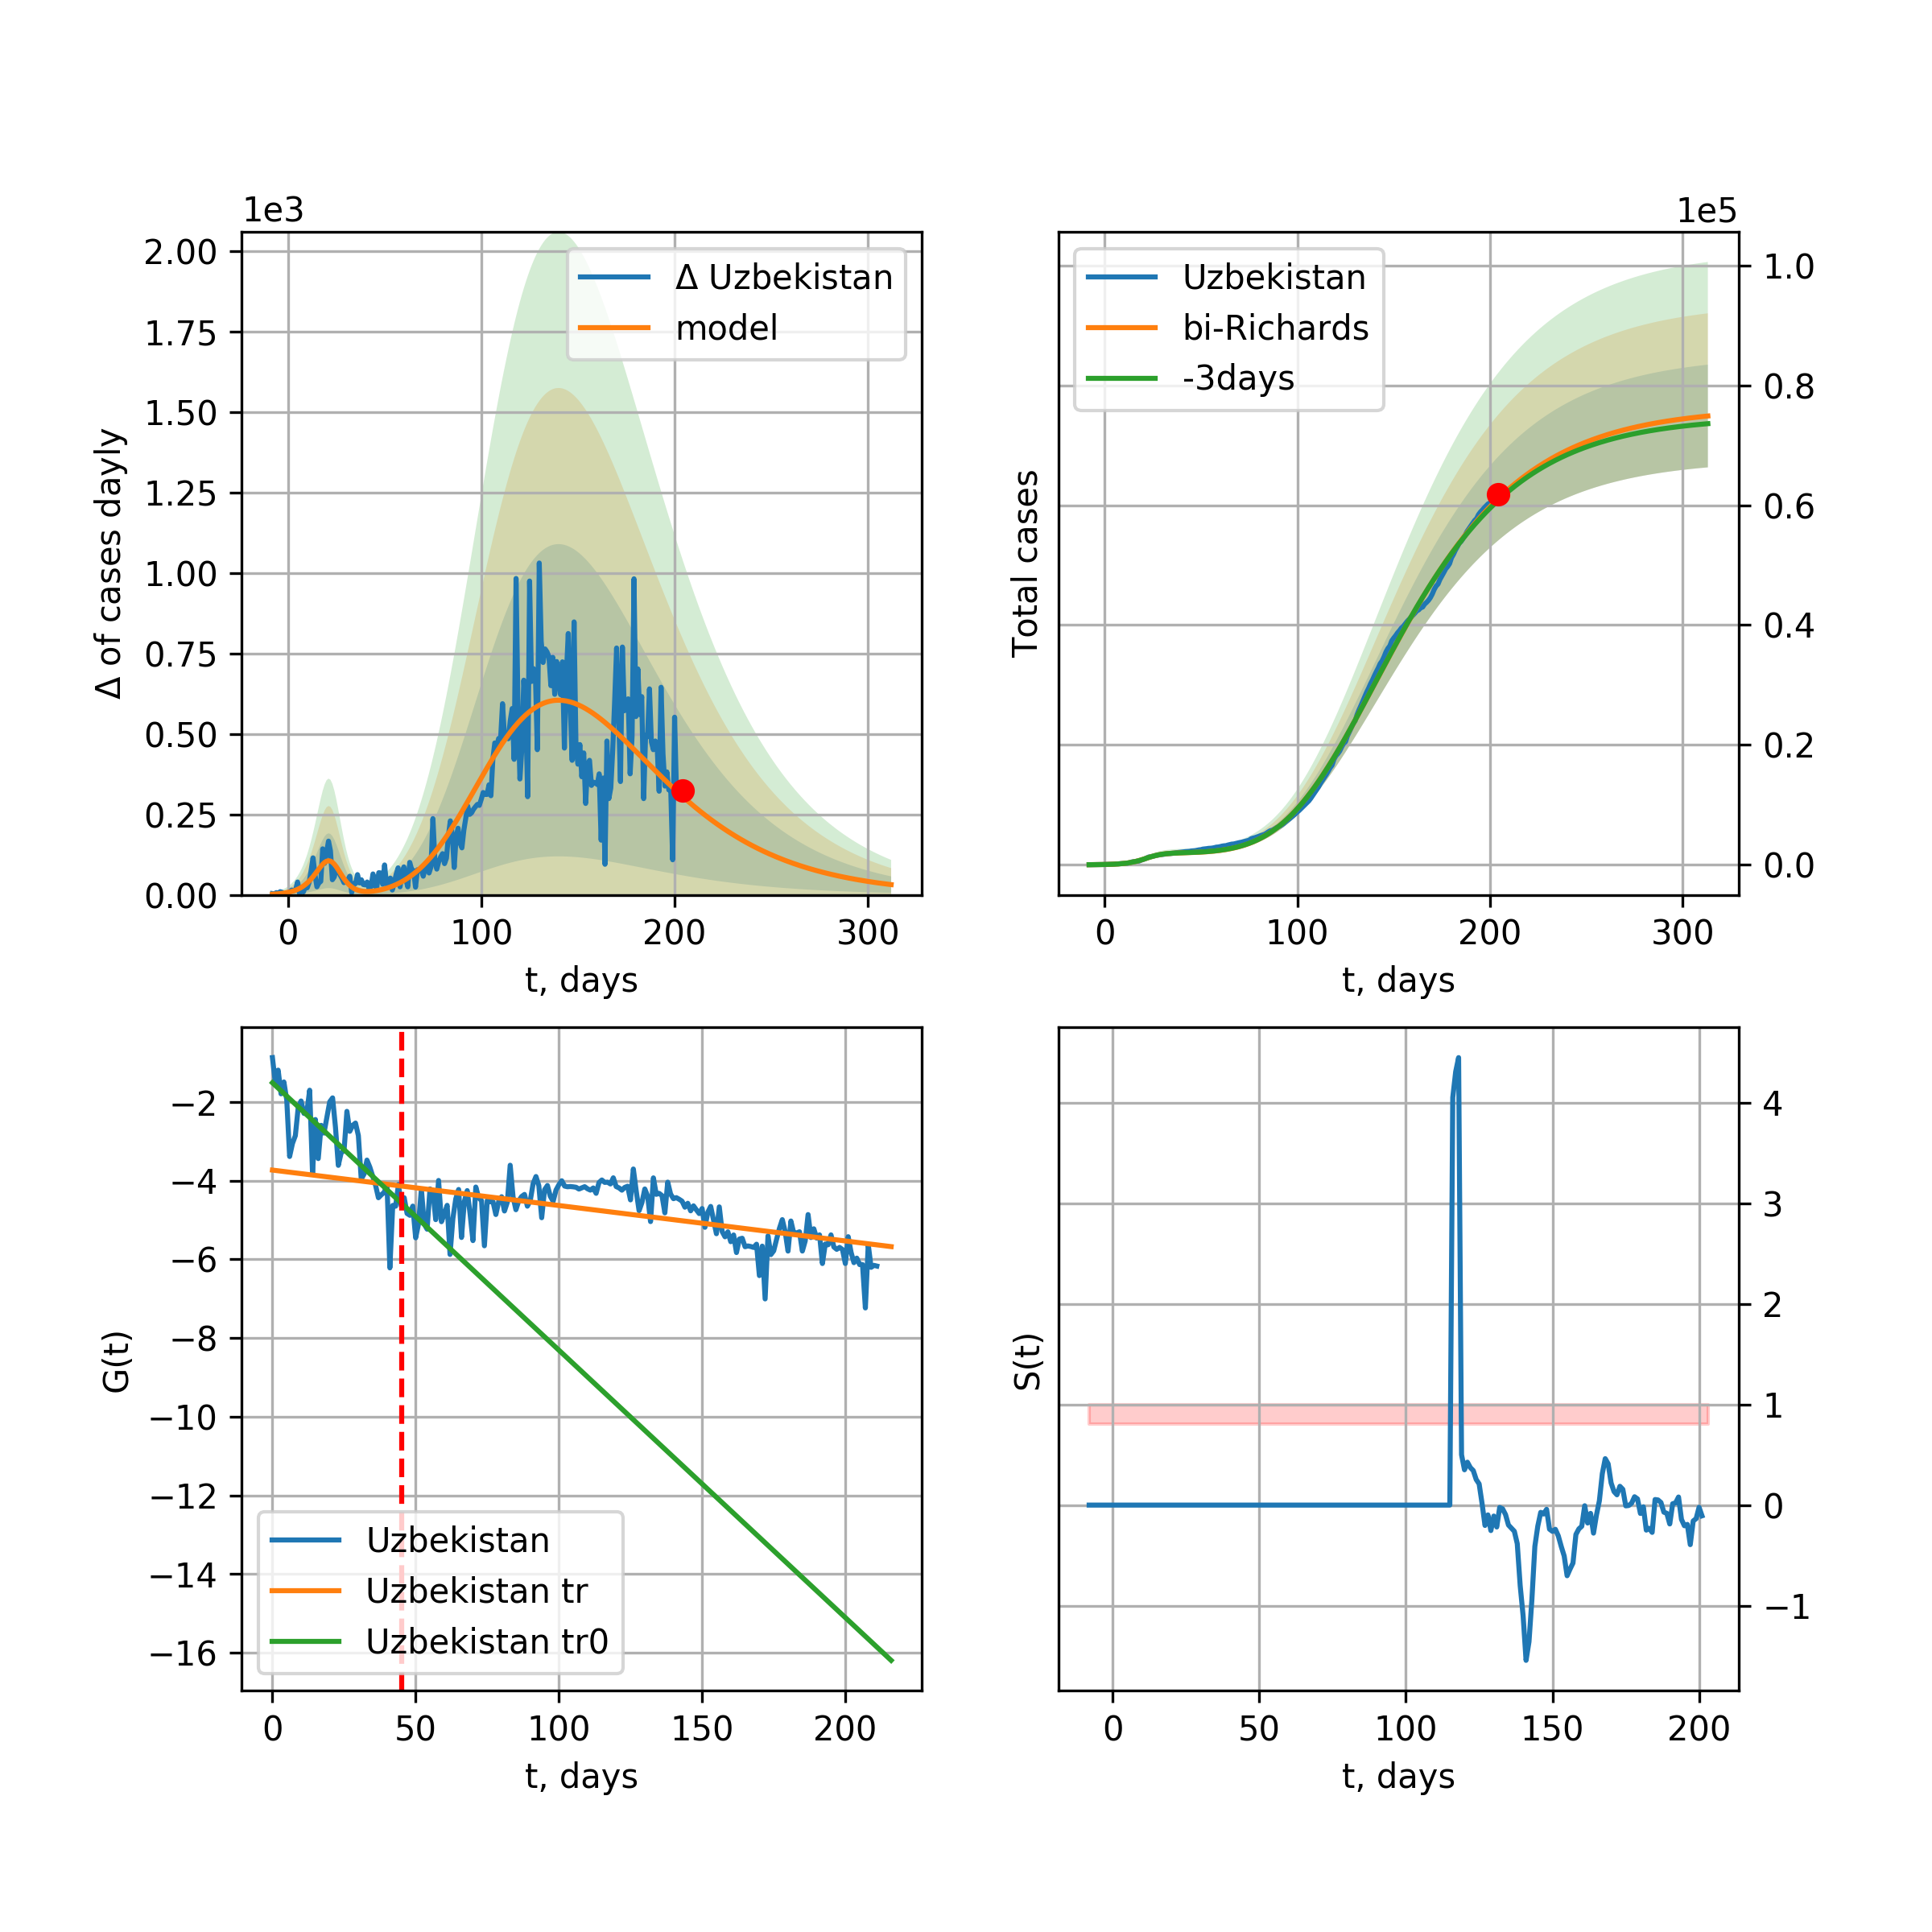 1e3
2.00
1.75
1.50
1.25
1.00
0.75
0.50
0.25
0.00
Δ of cases dayly
Δ Uzbekistan
model
0 100 200 300
t, days
1e5
Uzbekistan
bi-Richards
-3days
Total cases
1.0
0.8
0.6
0.4
0.2
0.0
0 100 200 300
t, days
−2
−4
−6
−8
−10
−12
−14
−16
G(t)
Uzbekistan
Uzbekistan tr
Uzbekistan tr0
0 50 100 150 200
t, days
S(t)
4
3
2
1
0
−1
0 50 100 150 200
t, days